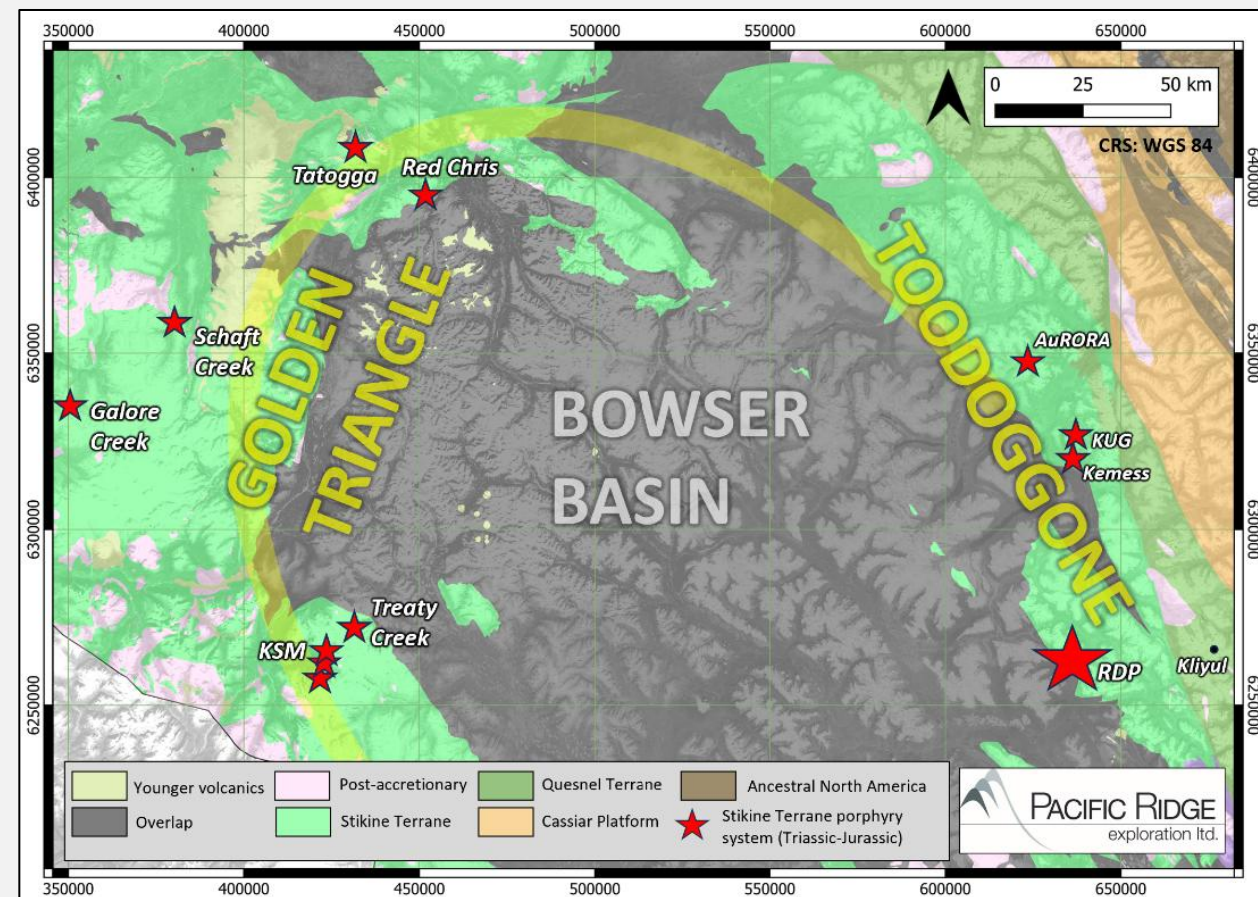 350000 400000 450000 500000 550000 600000 650000
0 25 50 km
CRS: WGS 84
6400000
6350000
6300000
6250000
6400000
6350000
6300000
6250000
Tatogga
Red Chris
Schaft
Creek
Galore
Creek
GOLDEN
TRIANGLE
BOWSER
BASIN
TOODOGGONE
AuRORA
KUG
Kemess
Treaty
Creek
KSM
RDP
Kliyul
Younger volcanics
Post-accretionary
Quesnel Terrane
Ancestral North America
Overlap
Stikine Terrane
Cassiar Platform
Stikine Terrane porphyry
system (Triassic-Jurassic)
PACIFIC RIDGE
exploration ltd.
350000 400000 450000 500000 550000 600000 650000